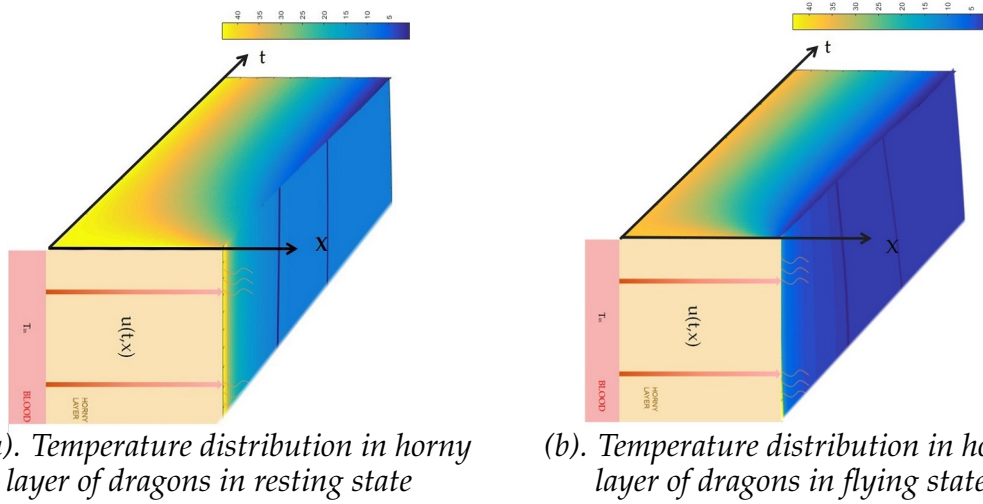 40 35 30 25 20 15 10 5
t
X
u(t,x)
BLOOD
HORNY
LAYER
(a). Temperature distribution in horny
layer of dragons in resting state
40 35 30 25 20 15 10 5
t
X
u(t,x)
BLOOD
HORNY
LAYER
(b). Temperature distribution in
layer of dragons in flying state